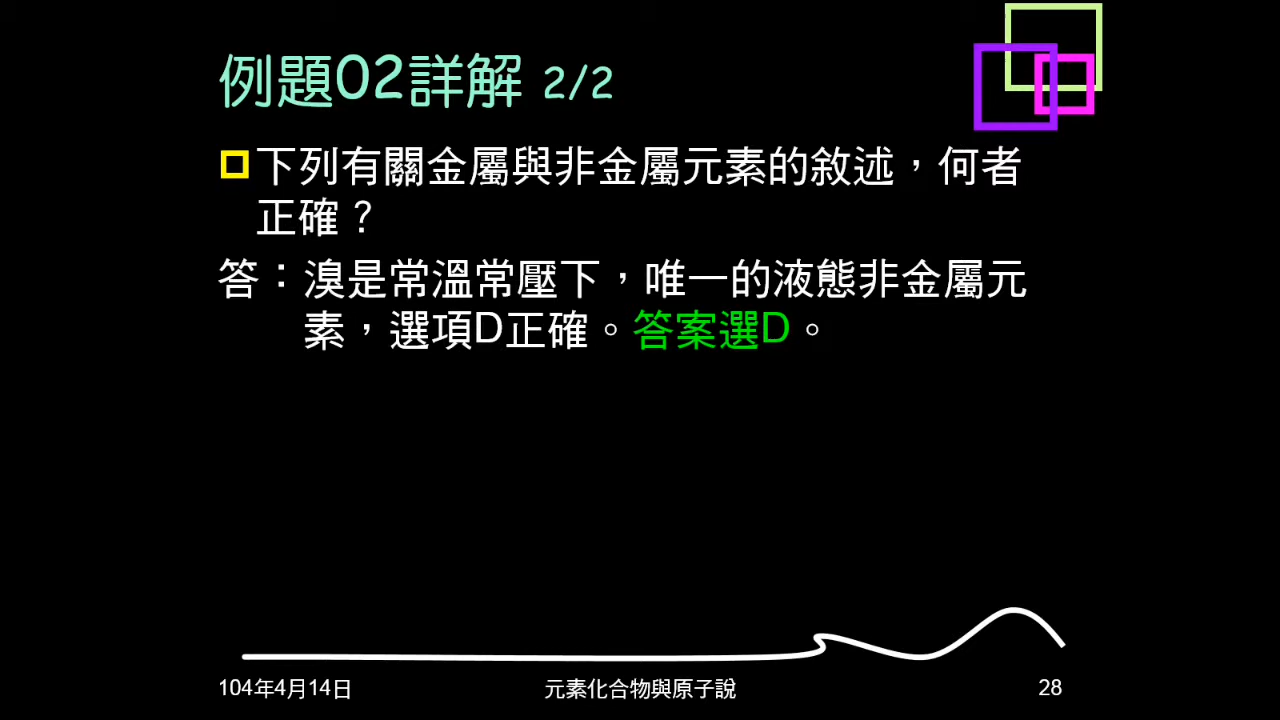 例題02詳解 2/2
下列有關金屬與非金屬元素的敘述，何者
正確？
答：溴是常溫常壓下，唯一的液態非金屬元
素，選項D正確。答案選D。
104年4月14日
元素化合物與原子說
28